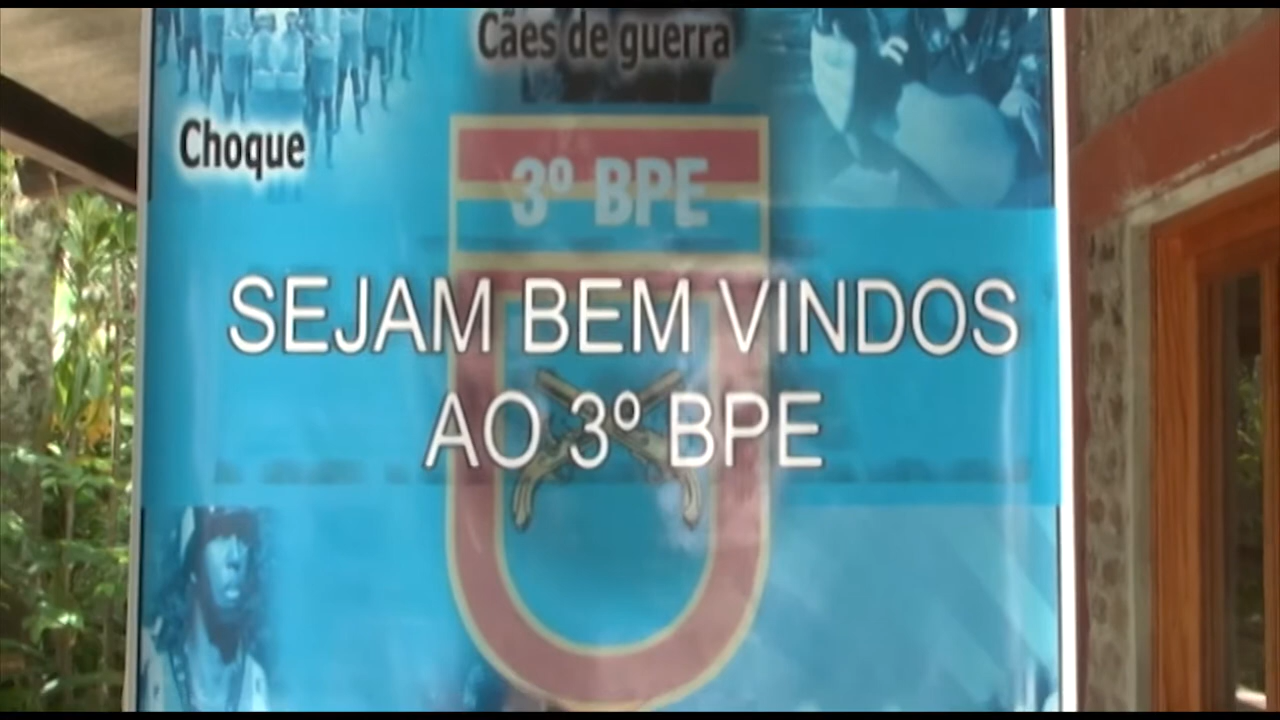 Cães de guerra
Choque
3º BPE
SEJAM BEM VINDOS
AO 3º BPE